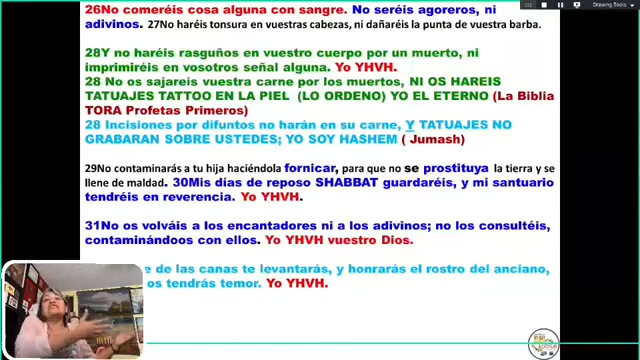 26No comeréis cosa alguna con sangre. No seréis agoreros, ni
adivinos. 27No haréis tonsura en vuestras cabezas, ni dañaréis la punta de vuestra barba.
28Y no haréis rasguños en vuestro cuerpo por un muerto, ni
imprimiréis en vosotros señal alguna. Yo YHVH.
28 No os sajareis vuestra carne por los muertos, NI OS HAREIS
TATUAJES TATTOO EN LA PIEL (LO ORDENO) YO EL ETERNO (La Biblia
TORA Profetas Primeros)
28 Incisiones por difuntos no harán en su carne, Y TATUAJES NO
GRABARAN SOBRE USTEDES; YO SOY HASHEM ( Jumash)
29No contaminarás a tu hija haciéndola fornicar, para que no se prostituya la tierra y se
llene de maldad. 30Mis días de reposo SHABBAT guardaréis, y mi santuario
tendréis en reverencia. Yo YHVH.
31No os volváis a los encantadores ni a los adivinos; no los consultéis,
contaminándoos con ellos. Yo YHVH vuestro Dios.
de las canas te levantarás, y honrarás el rostro del anciano,
os tendrás temor. Yo YHVH.
Drawing Tools